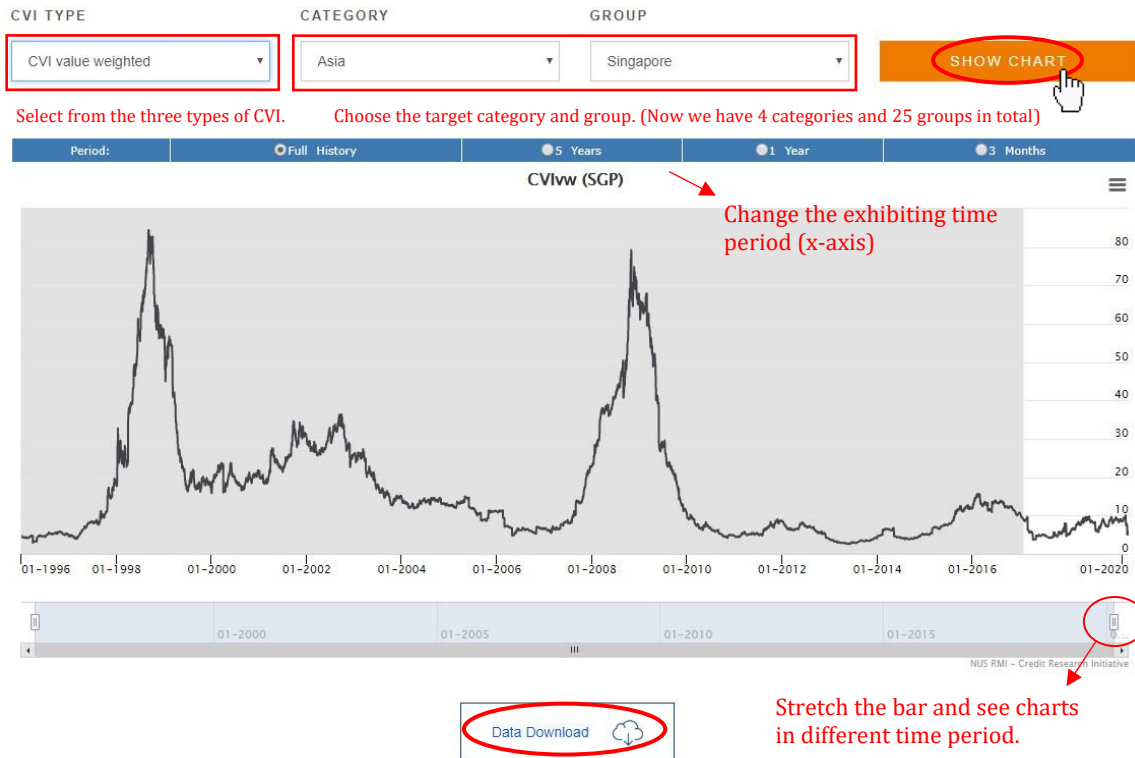 CVI TYPE CATEGORY GROUP
CVI value weighted Asia Singapore SHOW CHART
Select from the three types of CVI. Choose the target category and group. (Now we have 4 categories and 25 groups in total)
Period: Full History 5 Years 1 Year 3 Months
CVIvw (SGP)
Change the exhibiting time
period (x-axis)
80
70
60
50
40
30
20
10
0
01-1996 01-1998 01-2000 01-2002 01-2004 01-2006 01-2008 01-2010 01-2012 01-2014 01-2016 01-2020
01-2000 01-2005 01-2010 01-2015
NUS RMI - Credit Research Initiative
Stretch the bar and see charts
in different time period.
Data Download